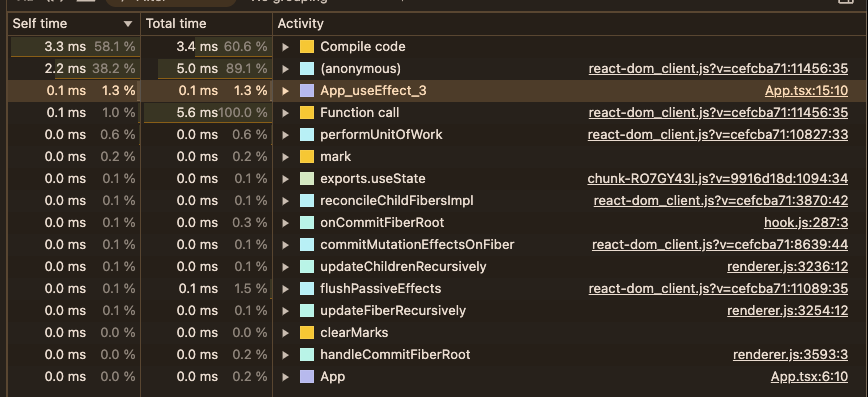 Self time Total time Activity
3.3 ms 58.1 % 3.4 ms 60.6 % Compile code
2.2 ms 38.2 % 5.0 ms 89.1 % (anonymous) react-dom_client.js?v=cefcba71:11456:35
0.1 ms 1.3 % 0.1 ms 1.3 % App_useEffect_3 App.tsx:15:10
0.1 ms 1.0 % 5.6 ms 100.0 % Function call react-dom_client.js?v=cefcba71:11456:35
0.0 ms 0.6 % 0.0 ms 0.6 % performUnitOfWork react-dom_client.js?v=cefcba71:10827:33
0.0 ms 0.2 % 0.0 ms 0.2 % mark
0.0 ms 0.1 % 0.0 ms 0.1 % exports.useState chunk-RO7GY43I.js?v=9916d18d:1094:34
0.0 ms 0.1 % 0.0 ms 0.1 % reconcileChildFibersImpl react-dom_client.js?v=cefcba71:3870:42
0.0 ms 0.1 % 0.0 ms 0.3 % onCommitFiberRoot hook.js:287:3
0.0 ms 0.1 % 0.0 ms 0.1 % commitMutationEffectsOnFiber react-dom_client.js?v=cefcba71:8639:44
0.0 ms 0.1 % 0.0 ms 0.1 % updateChildrenRecursively renderer.js:3236:12
0.0 ms 0.1 % 0.1 ms 1.5 % flushPassiveEffects react-dom_client.js?v=cefcba71:11089:35
0.0 ms 0.1 % 0.0 ms 0.1 % updateFiberRecursively renderer.js:3254:12
0.0 ms 0.0 % 0.0 ms 0.0 % clearMarks
0.0 ms 0.0 % 0.0 ms 0.2 % handleCommitFiberRoot renderer.js:3593:3
0.0 ms 0.0 % 0.0 ms 0.2 % App App.tsx:6:10